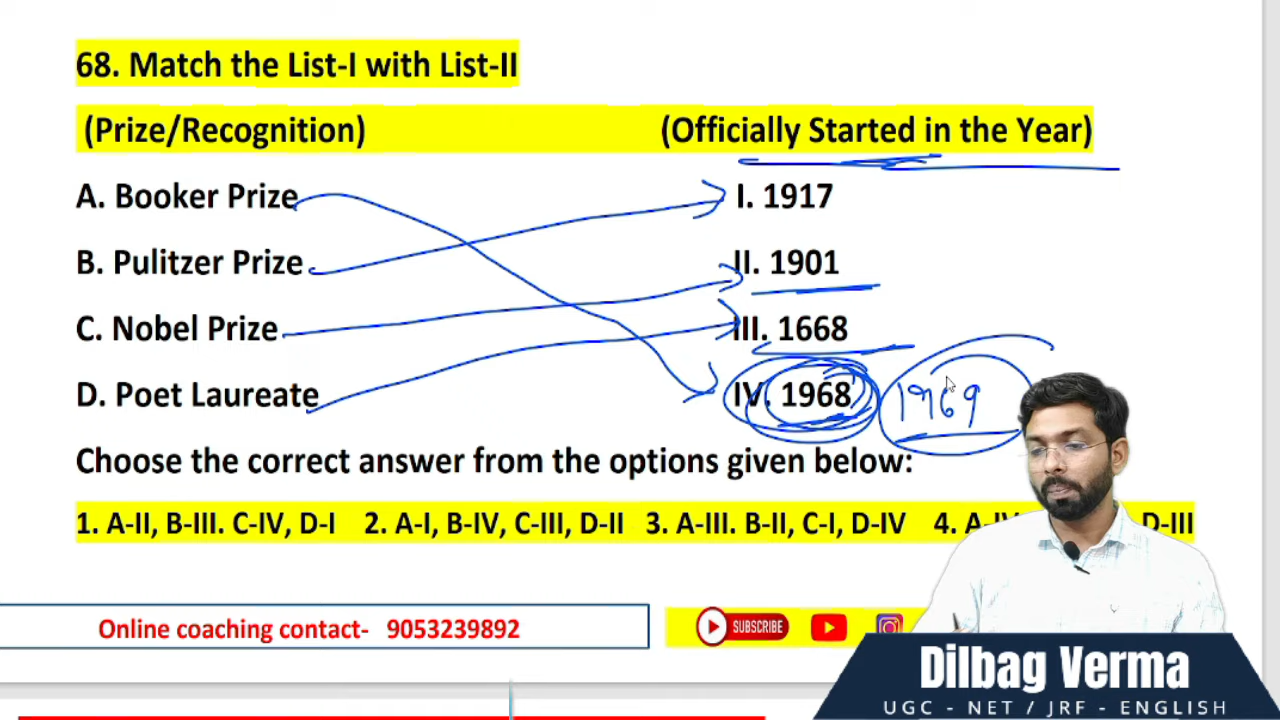 68. Match the List-I with List-II
(Prize/Recognition) (Officially Started in the Year)
A. Booker Prize I. 1917
B. Pulitzer Prize II. 1901
C. Nobel Prize III. 1668
D. Poet Laureate IV. 1968 1969
Choose the correct answer from the options given below:
1. A-II, B-III. C-IV, D-I 2. A-I, B-IV, C-III, D-II 3. A-III. B-II, C-I, D-IV 4. D-III
Online coaching contact- 9053239892 SUBSCRIBE
Dilbag Verma
UGC - NET / JRF - ENGLISH